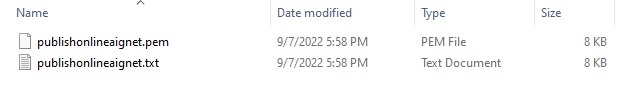 Name Date modified Type Size
publishonlineaignet.pem 9/7/2022 5:58 PM PEM File 8 KB
publishonlineaignet.txt 9/7/2022 5:58 PM Text Document 8 KB